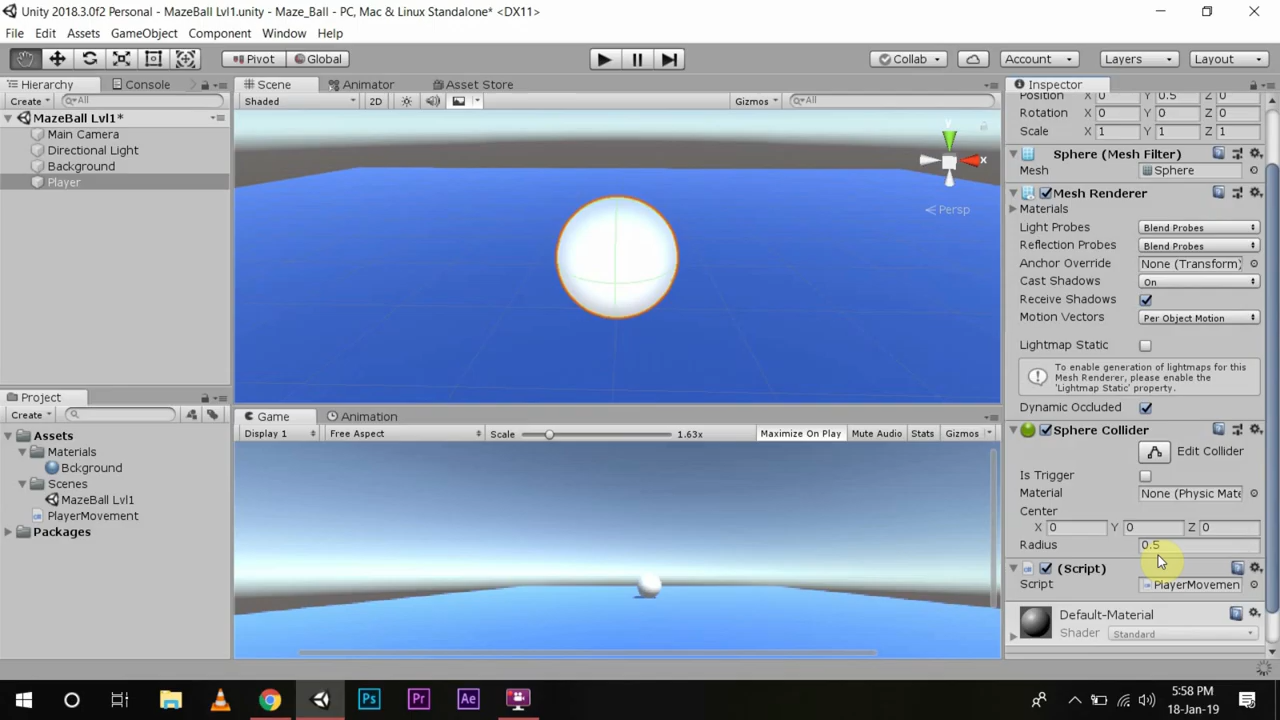 Unity 2018.3.0f2 Personal - MazeBall Lvl1.unity - Maze_Ball - PC, Mac & Linux Standalone* <DX11>
File Edit Assets GameObject Component Window Help
Pivot Global Collab Account Layers Layout
Hierarchy Console
Create All
MazeBall Lvl1*
Main Camera
Directional Light
Background
Player
Scene Animator Asset Store
Shaded 2D Gizmos All
y
x
Persp
Project
Create
Assets
Materials
Bckground
Scenes
MazeBall Lvl1
PlayerMovement
Packages
Game Animation
Display 1 Free Aspect Scale 1.63x Maximize On Play Mute Audio Stats Gizmos
Inspector
Position X 0 Y 0.5 Z 0
Rotation X 0 Y 0 Z 0
Scale X 1 Y 1 Z 1
Sphere (Mesh Filter)
Mesh Sphere
Mesh Renderer
Materials
Light Probes Blend Probes
Reflection Probes Blend Probes
Anchor Override None (Transform)
Cast Shadows On
Receive Shadows
Motion Vectors Per Object Motion
Lightmap Static
To enable generation of lightmaps for this
Mesh Renderer, please enable the
'Lightmap Static' property.
Dynamic Occluded
Sphere Collider
Edit Collider
Is Trigger
Material None (Physic Mate
Center
X 0 Y 0 Z 0
Radius 0.5
(Script)
Script PlayerMovemen
Default-Material
Shader Standard
Ps Pr Ae
5:58 PM
18-Jan-19